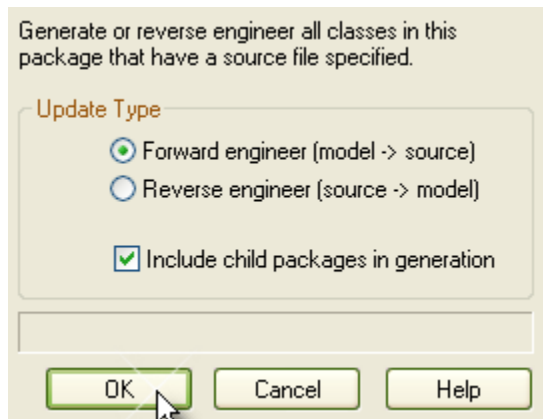 Generate or reverse engineer all classes in this
package that have a source file specified.
Update Type
Forward engineer (model -> source)
Reverse engineer (source -> model)
Include child packages in generation
OK Cancel Help